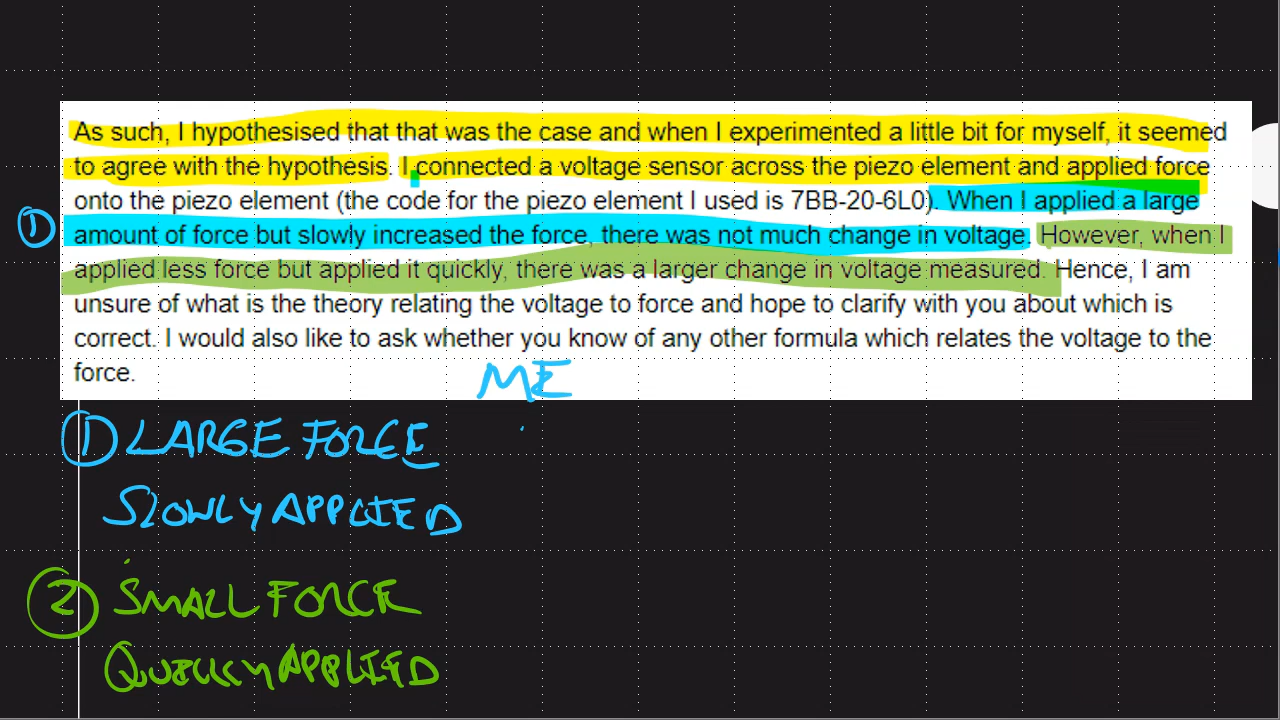 As such, I hypothesised that that was the case and when I experimented a little bit for myself, it seemed
to agree with the hypothesis. I connected a voltage sensor across the piezo element and applied force
onto the piezo element (the code for the piezo element I used is 7BB-20-6L0). When I applied a large
① amount of force but slowly increased the force, there was not much change in voltage. However, when I
applied less force but applied it quickly, there was a larger change in voltage measured. Hence, I am
unsure of what is the theory relating the voltage to force and hope to clarify with you about which is
correct. I would also like to ask whether you know of any other formula which relates the voltage to the
force.
ME
① LARGE FORCE
SLOWLY APPLIED
② SMALL FORCE
QUICKLY APPLIED